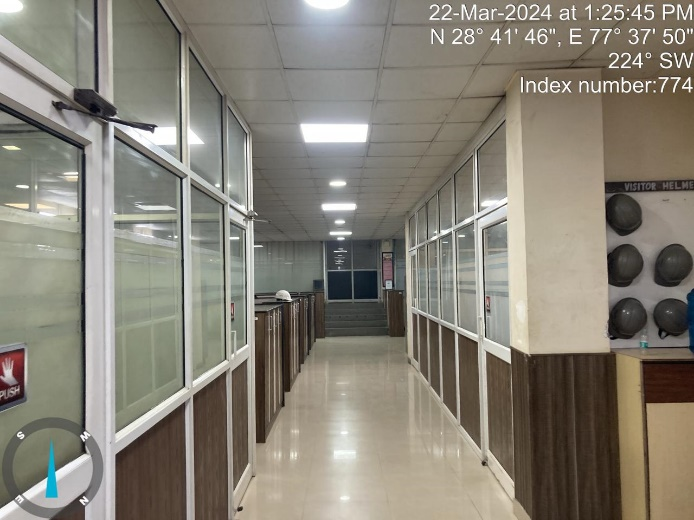 22-Mar-2024 at 1:25:45 PM
N 28° 41' 46", E 77° 37' 50"
224° SW
Index number:774
VISITOR HELME
PUSH
S
W
E
N